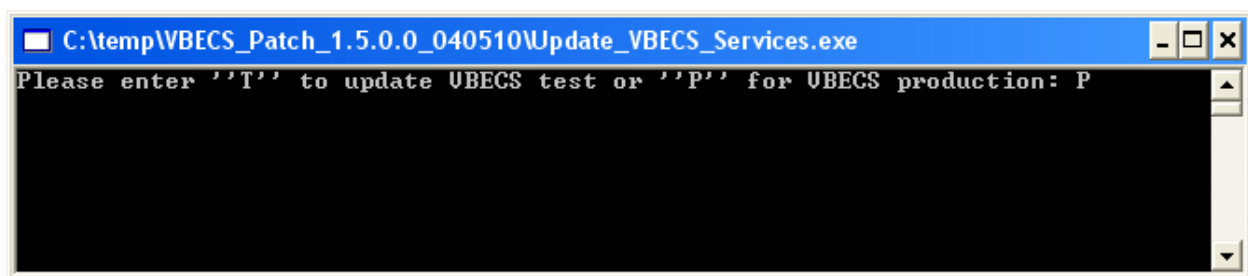 C:\temp\VBECS_Patch_1.5.0.0_040510\Update_VBECS_Services.exe
Please enter ''T'' to update VBECS test or ''P'' for VBECS production: P